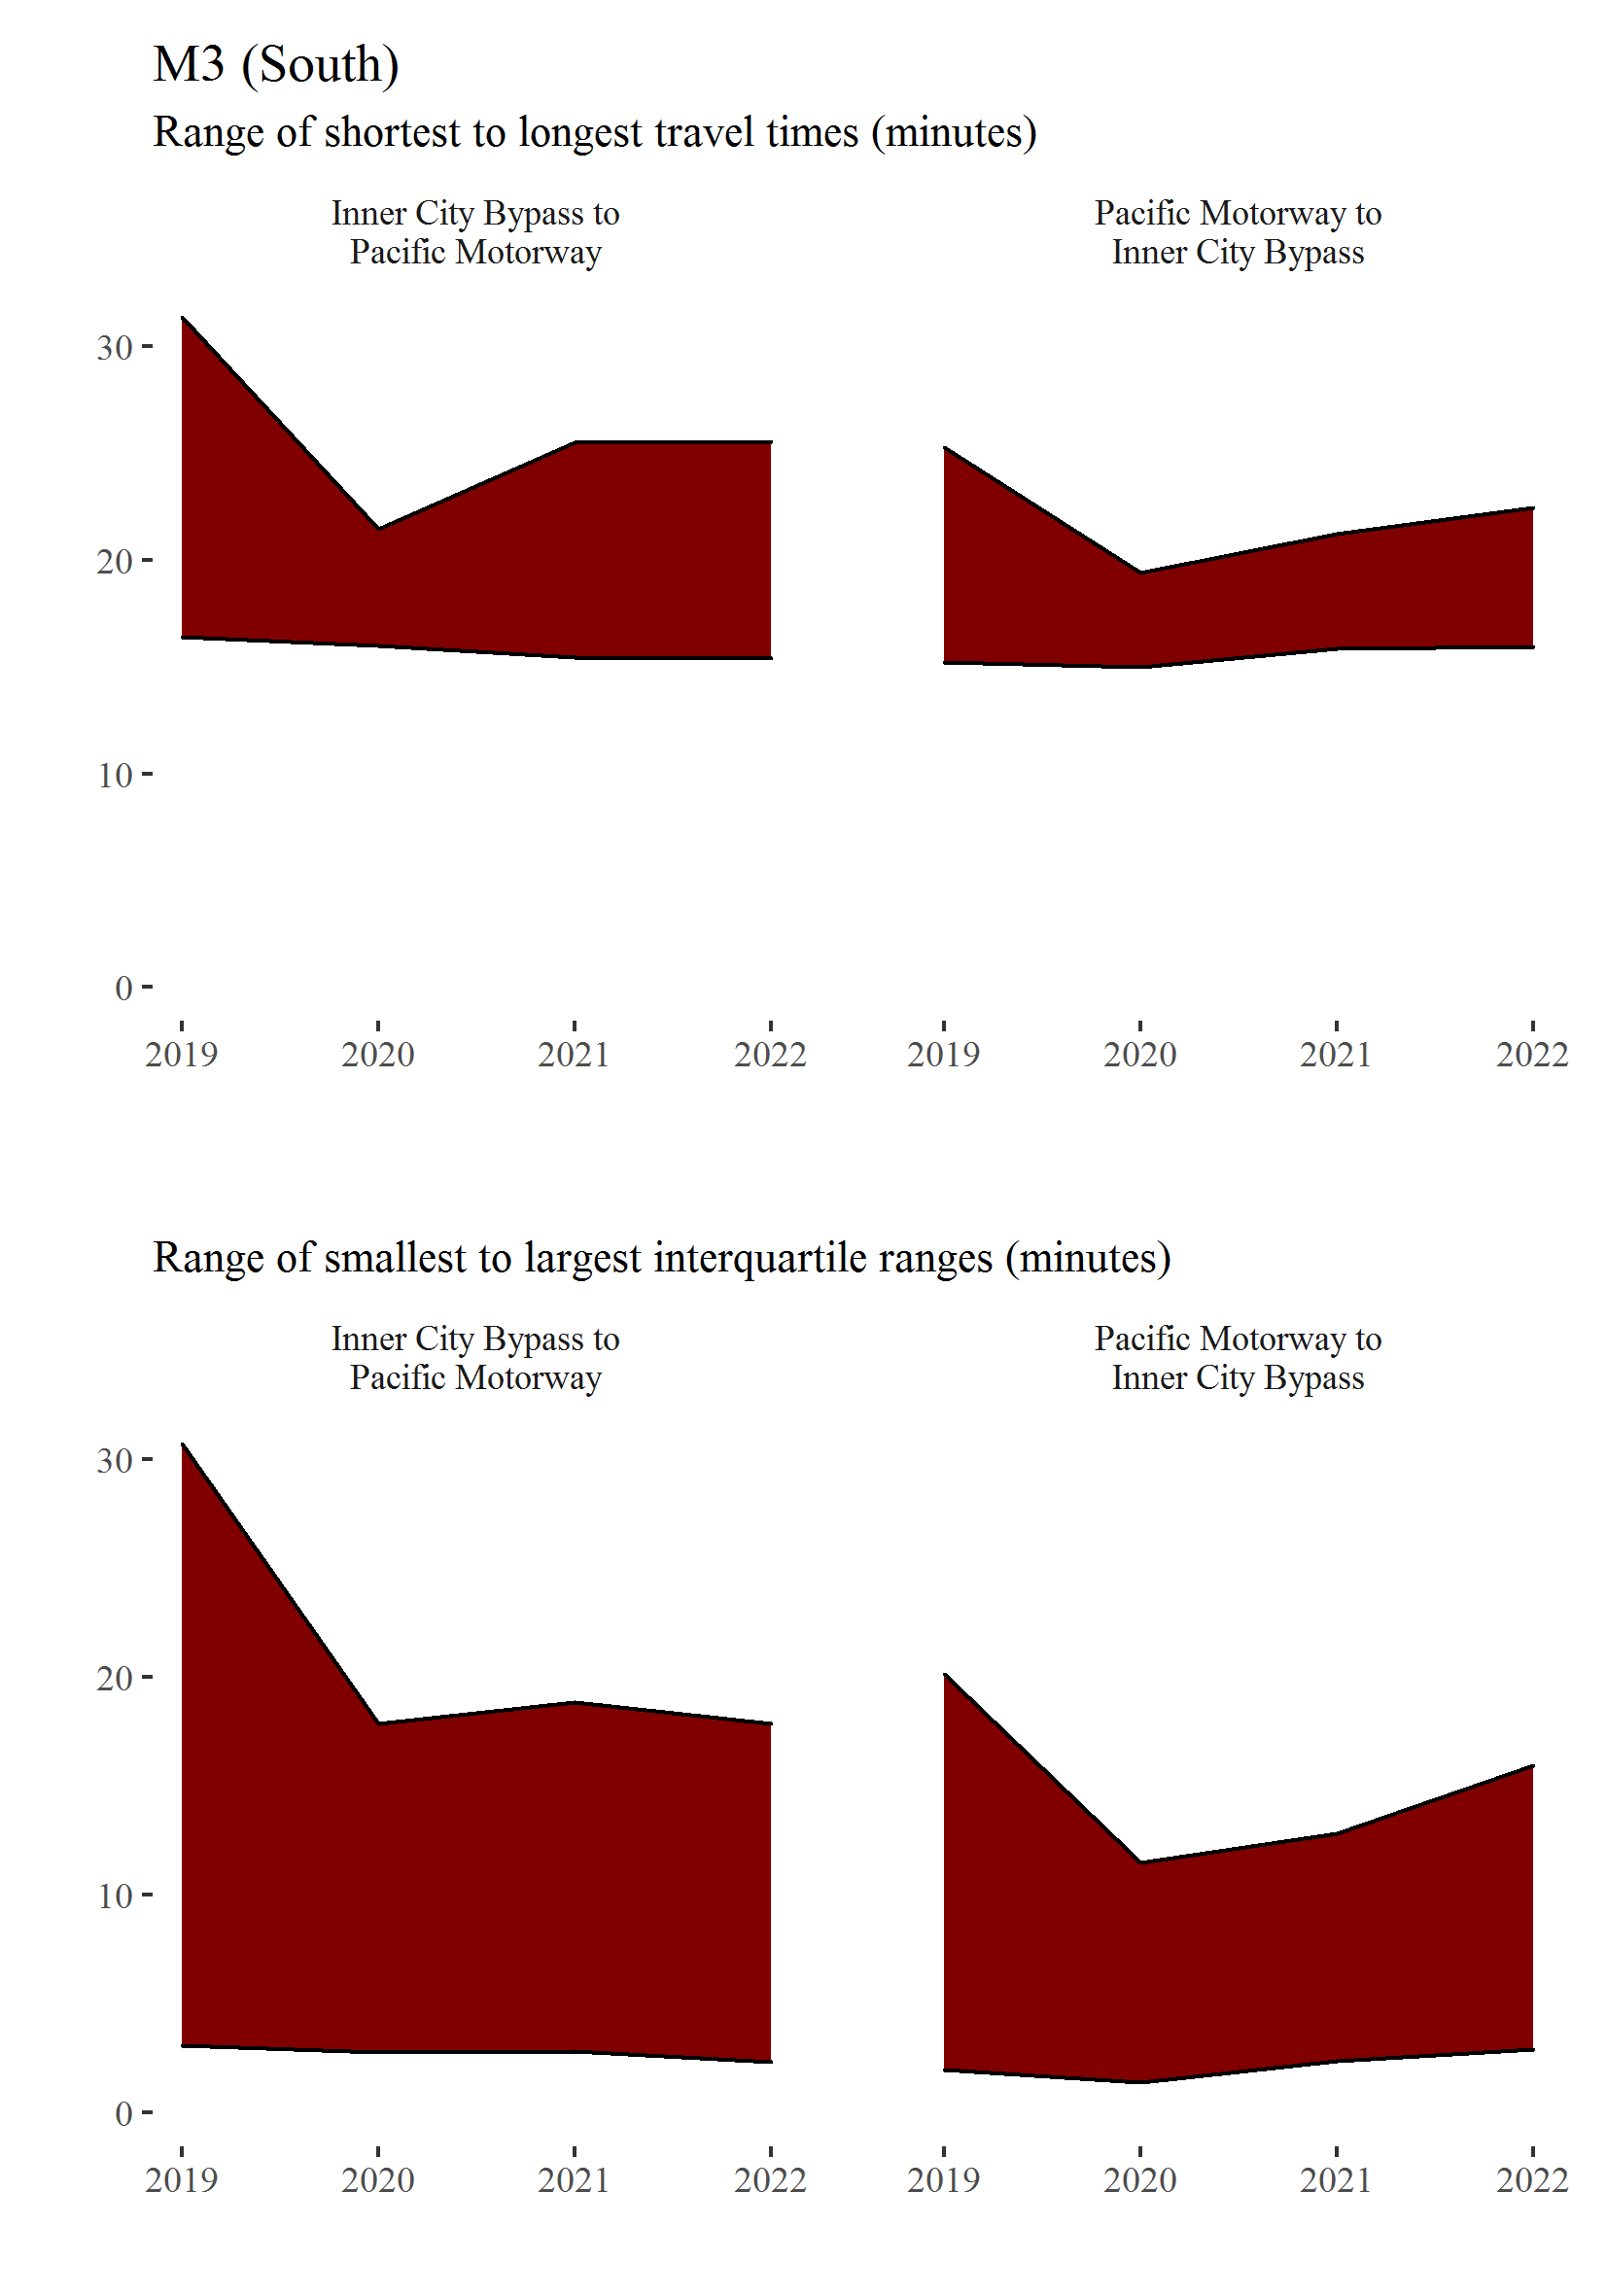 M3 (South)
Range of shortest to longest travel times (minutes)
Inner City Bypass to
Pacific Motorway
Pacific Motorway to
Inner City Bypass
30
20
10
0
2019 2020 2021 2022 2019 2020 2021 2022
Range of smallest to largest interquartile ranges (minutes)
Inner City Bypass to
Pacific Motorway
Pacific Motorway to
Inner City Bypass
30
20
10
0
2019 2020 2021 2022 2019 2020 2021 2022